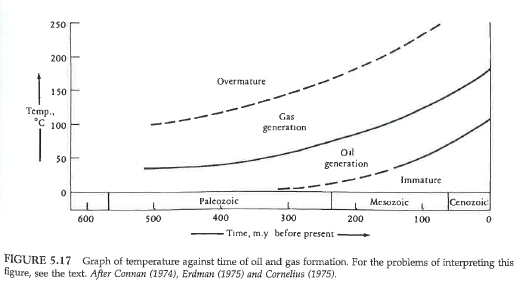 250
200
Overmature
150
Temp.,
°C
Gas
generation
100
Oil
generation
50
Immature
0
Paleozoic
Mesozoic
Cenozoic
600
500
400
300
200
100
0
Time, m.y before present
FIGURE 5.17 Graph of temperature against time of oil and gas formation. For the problems of interpreting this
figure, see the text. After Connan (1974), Erdman (1975) and Cornelius (1975).